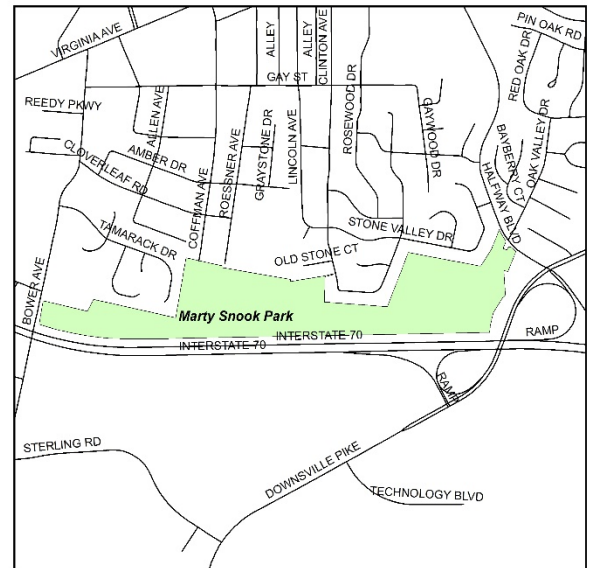 PIN OAK RD
VIRGINIA AVE
ALLEY
ALLEY
CLINTON AVE
RED OAK DR
GAY ST
REEDY PKWY
ALLEN AVE
ROSEWOOD DR
GAYWOOD DR
BAYBERRY CT
OAK VALLEY DR
AMBER DR
CLOVERLEAF RD
COFFMAN AVE
ROESSNER AVE
GRAYSTONE DR
LINCOLN AVE
HALFWAY BLVD
TAMARACK DR
STONE VALLEY DR
OLD STONE CT
BOWER AVE
Marty Snook Park
INTERSTATE-70
INTERSTATE-70
RAMP
RAMP
STERLING RD
DOWNSVILLE PIKE
TECHNOLOGY BLVD